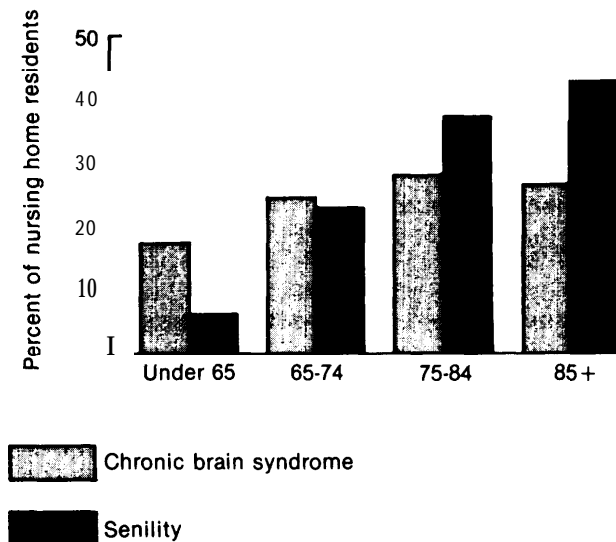 Percent of nursing home residents
50
40
30
20
10
I
Under 65 65-74 75-84 85+
Chronic brain syndrome
Senility